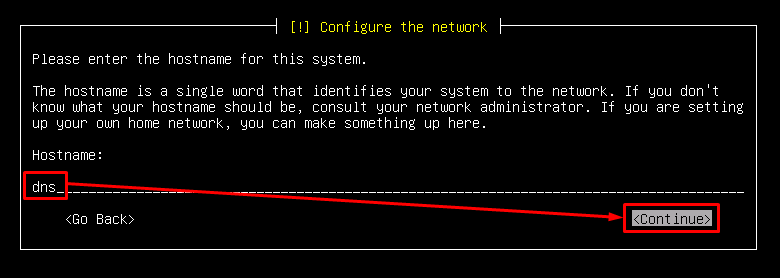 [!] Configure the network
Please enter the hostname for this system.
The hostname is a single word that identifies your system to the network. If you don't
know what your hostname should be, consult your network administrator. If you are setting
up your own home network, you can make something up here.
Hostname:
dns
<Go Back> <Continue>